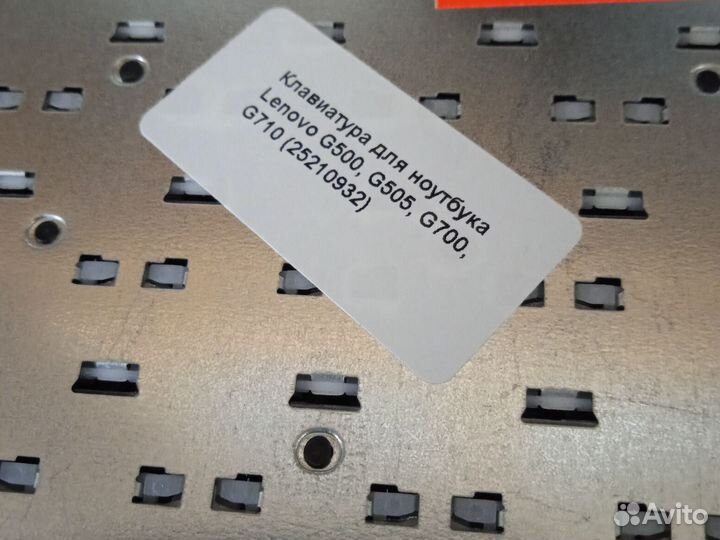 Клавиатура для ноутбука
Lenovo G500, G505, G700,
G710 (25210932)
Avito